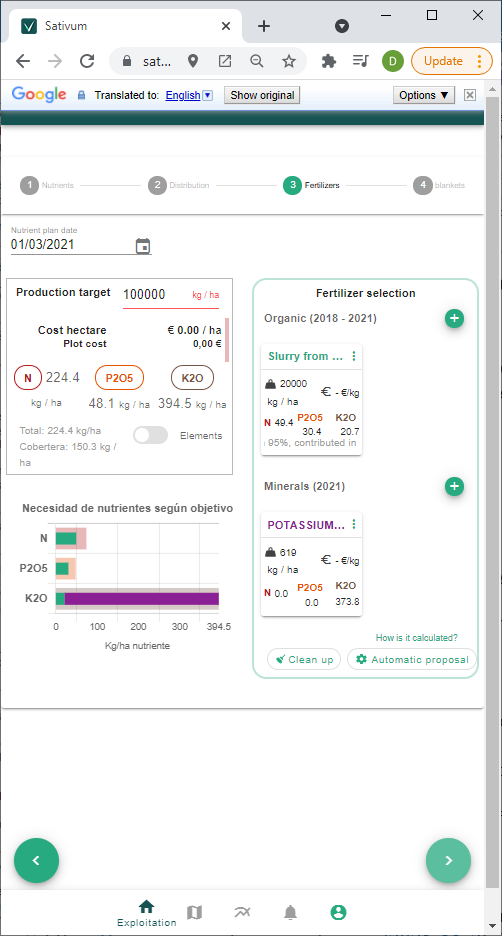 Sativum
sat...
D
Update
Google
Translated to: English
Show original
Options ▼
1 Nutrients
2 Distribution
3 Fertilizers
4 blankets
Nutrient plan date
01/03/2021
Production target 100000 kg / ha
Cost hectare € 0.00 / ha
Plot cost 0,00 €
N 224.4 kg / ha
P2O5 48.1 kg / ha
K2O 394.5 kg / ha
Total: 224.4 kg/ha
Cobertera: 150.3 kg / ha
Elements
Necesidad de nutrientes según objetivo
N
P2O5
K2O
0 100 200 300 394.5
Kg/ha nutriente
Fertilizer selection
Organic (2018 - 2021)
Slurry from ...
20000 kg / ha
€ - €/kg
N 49.4
P2O5 30.4
K2O 20.7
95%, contributed in
Minerals (2021)
POTASSIUM...
619 kg / ha
€ - €/kg
N 0.0
P2O5 0.0
K2O 373.8
How is it calculated?
Clean up
Automatic proposal
Exploitation